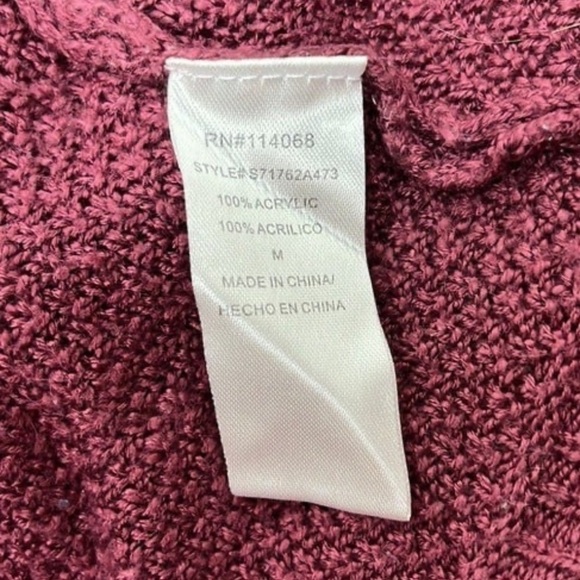 RN#114068
STYLE# S71762A473
100% ACRYLIC
100% ACRILICO
M
MADE IN CHINA/
HECHO EN CHINA